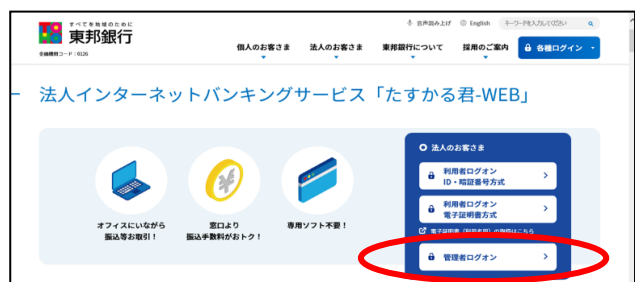 すべてを地域のために
東邦銀行
金融機関コード：0126
音声読み上げ
English
キーワードを入力してください
個人のお客さま
法人のお客さま
東邦銀行について
採用のご案内
各種ログイン
法人インターネットバンキングサービス「たすかる君-WEB」
オフィスにいながら
振込等お取引！
窓口より
振込手数料がおトク！
専用ソフト不要！
法人のお客さま
利用者ログオン
ID・暗証番号方式
利用者ログオン
電子証明書方式
電子証明書（利用者用）の取得はこちら
管理者ログオン